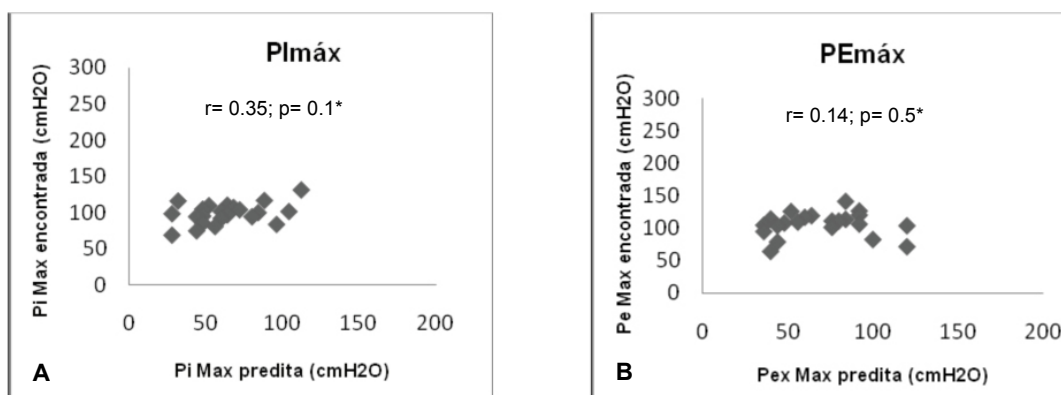 PImáx
300
250
200
150
100
50
0
Pi Max encontrada (cmH2O)
r= 0.35; p= 0.1*
0 50 100 150 200
Pi Max predita (cmH2O)
A
PEmáx
300
250
200
150
100
50
0
Pe Max encontrada (cmH2O)
r= 0.14; p= 0.5*
0 50 100 150 200
Pex Max predita (cmH2O)
B